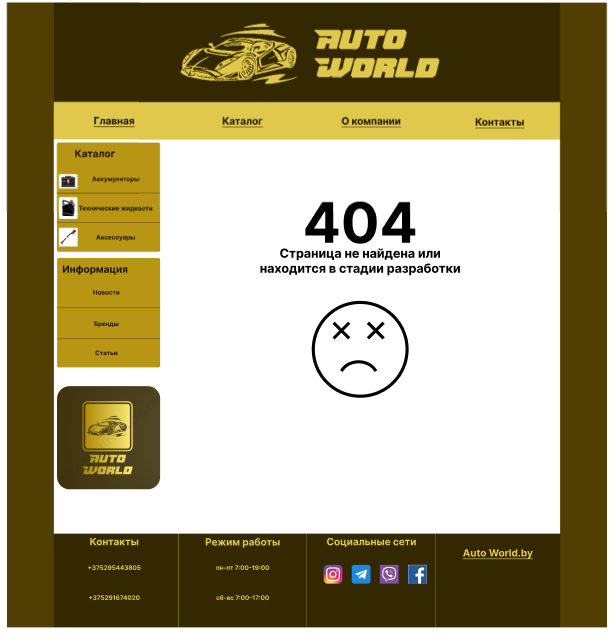 AUTO
WORLD
Главная
Каталог
О компании
Контакты
Каталог
Аккумуляторы
Технические жидкости
Аксессуары
Информация
Новости
Бренды
Статьи
AUTO
WORLD
404
Страница не найдена или
находится в стадии разработки
Контакты
+375295443805
+375291674020
Режим работы
пн-пт 7:00-19:00
сб-вс 7:00-17:00
Социальные сети
Auto World.by